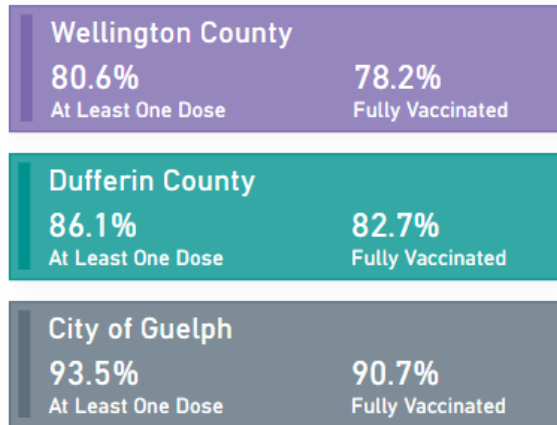 Wellington County
80.6% 78.2%
At Least One Dose Fully Vaccinated
Dufferin County
86.1% 82.7%
At Least One Dose Fully Vaccinated
City of Guelph
93.5% 90.7%
At Least One Dose Fully Vaccinated